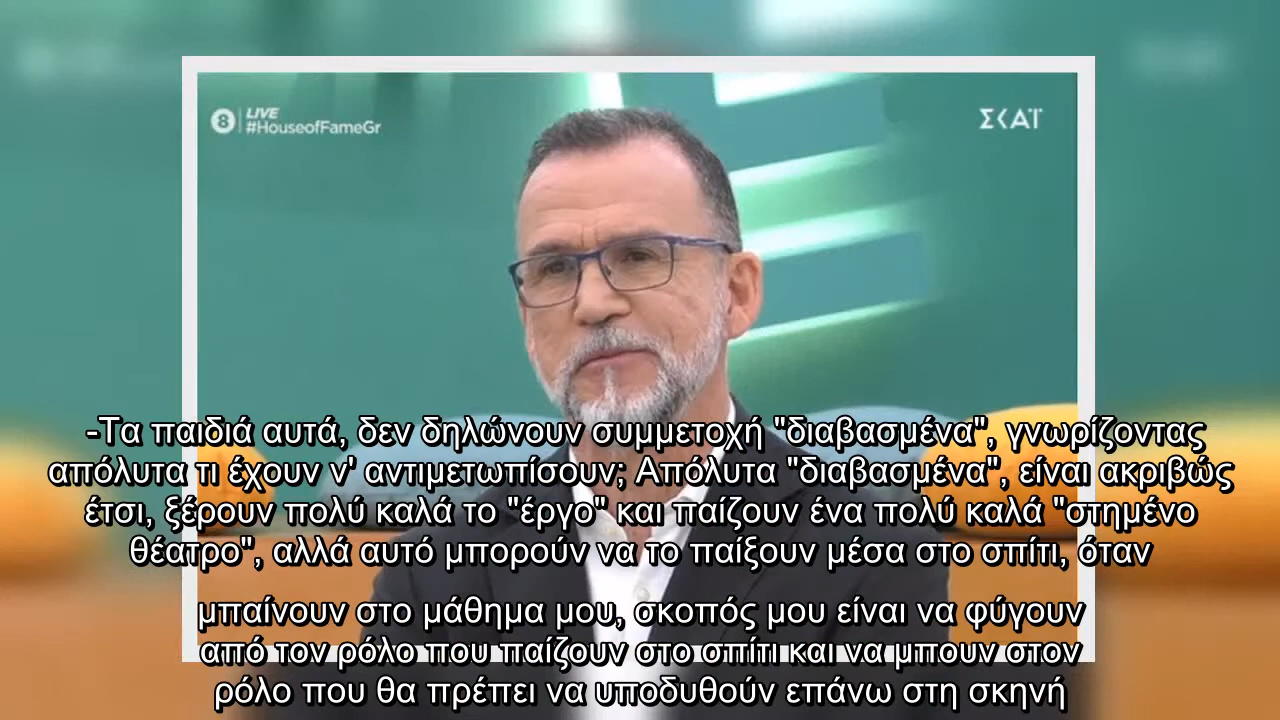 8 LIVE
#HouseofFameGr
ΣΚΑΪ
-Τα παιδιά αυτά, δεν δηλώνουν συμμετοχή "διαβασμένα", γνωρίζοντας
απόλυτα τι έχουν ν' αντιμετωπίσουν; Απόλυτα "διαβασμένα", είναι ακριβώς
έτσι, ξέρουν πολύ καλά το "έργο" και παίζουν ένα πολύ καλά "στημένο
θέατρο", αλλά αυτό μπορούν να το παίξουν μέσα στο σπίτι, όταν
μπαίνουν στο μάθημα μου, σκοπός μου είναι να φύγουν
από τον ρόλο που παίζουν στο σπίτι και να μπουν στον
ρόλο που θα πρέπει να υποδυθούν επάνω στη σκηνή